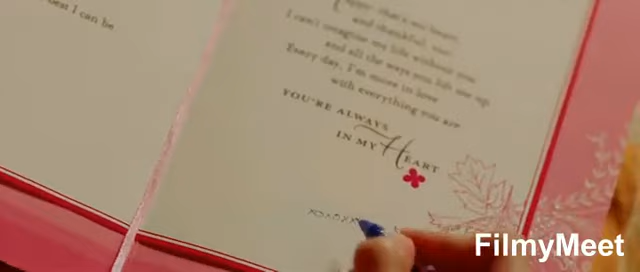 best I can be
and thankful, too.
I can't imagine my life without you
and all the ways you lift me up.
Every day, I'm more in love
with everything you are.
YOU'RE ALWAYS
IN MY HEART
XOXOXX
FilmyMeet